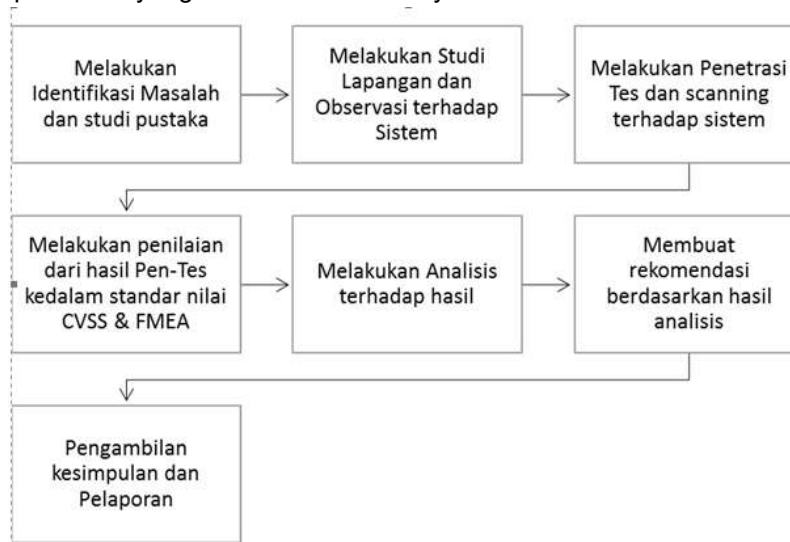 Melakukan
Identifikasi Masalah
dan studi pustaka
Melakukan Studi
Lapangan dan
Observasi terhadap
Sistem
Melakukan Penetrasi
Tes dan scanning
terhadap sistem
Melakukan penilaian
dari hasil Pen-Tes
kedalam standar nilai
CVSS & FMEA
Melakukan Analisis
terhadap hasil
Membuat
rekomendasi
berdasarkan hasil
analisis
Pengambilan
kesimpulan dan
Pelaporan